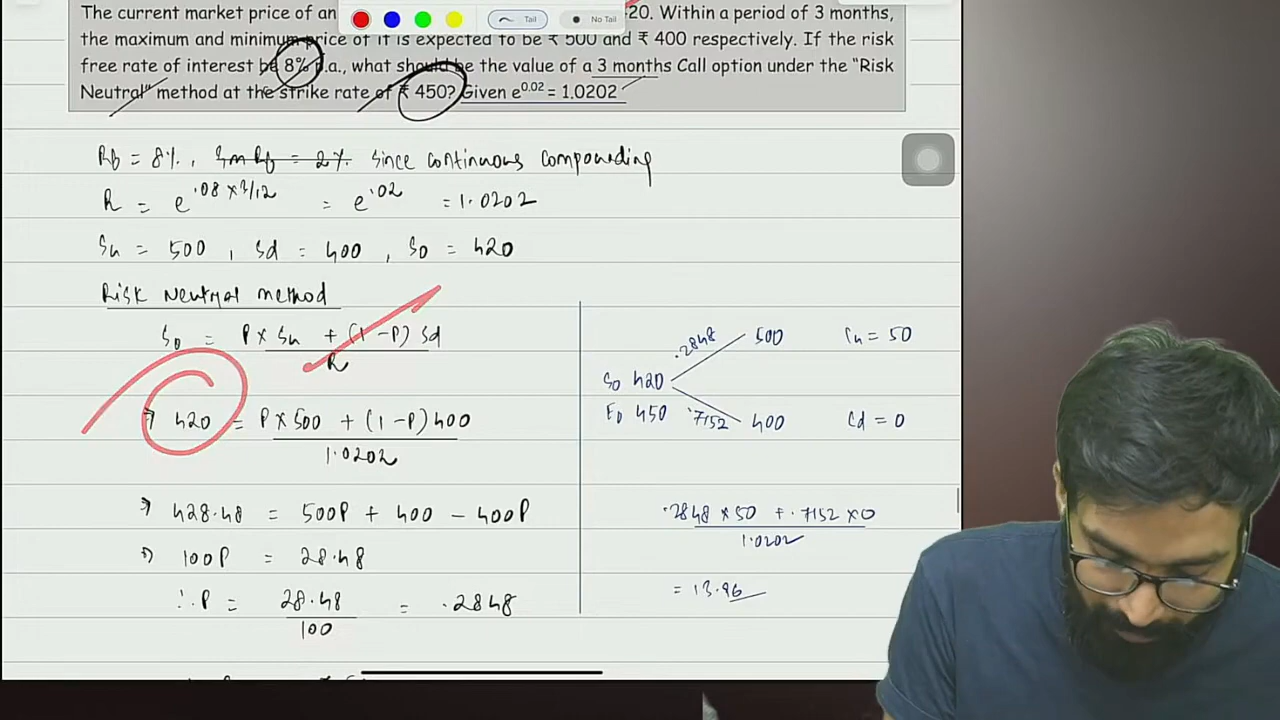 The current market price of an 20. Within a period of 3 months,
Tail No Tail
the maximum and minimum price of it is expected to be ₹ 500 and ₹ 400 respectively. If the risk
free rate of interest be 8% p.a., what should be the value of a 3 months Call option under the "Risk
Neutral" method at the strike rate of ₹ 450? Given e^0.02 = 1.0202
Rf = 8%, 3m Rf = 2% since continuous compounding
R = e^.08 × 3/12 = e^.02 = 1.0202
Su = 500, Sd = 400, S0 = 420
Risk Neutral method
S0 = P × Su + (1 - P) Sd
R
⇒ 420 = P × 500 + (1 - P) 400
1.0202
⇒ 428.48 = 500P + 400 - 400P
⇒ 100P = 28.48
∴ P = 28.48 = .2848
100
.2848 500 Cu = 50
S0 420
E0 450 .7152 400 Cd = 0
.2848 × 50 + .7152 × 0
1.0202
= 13.96